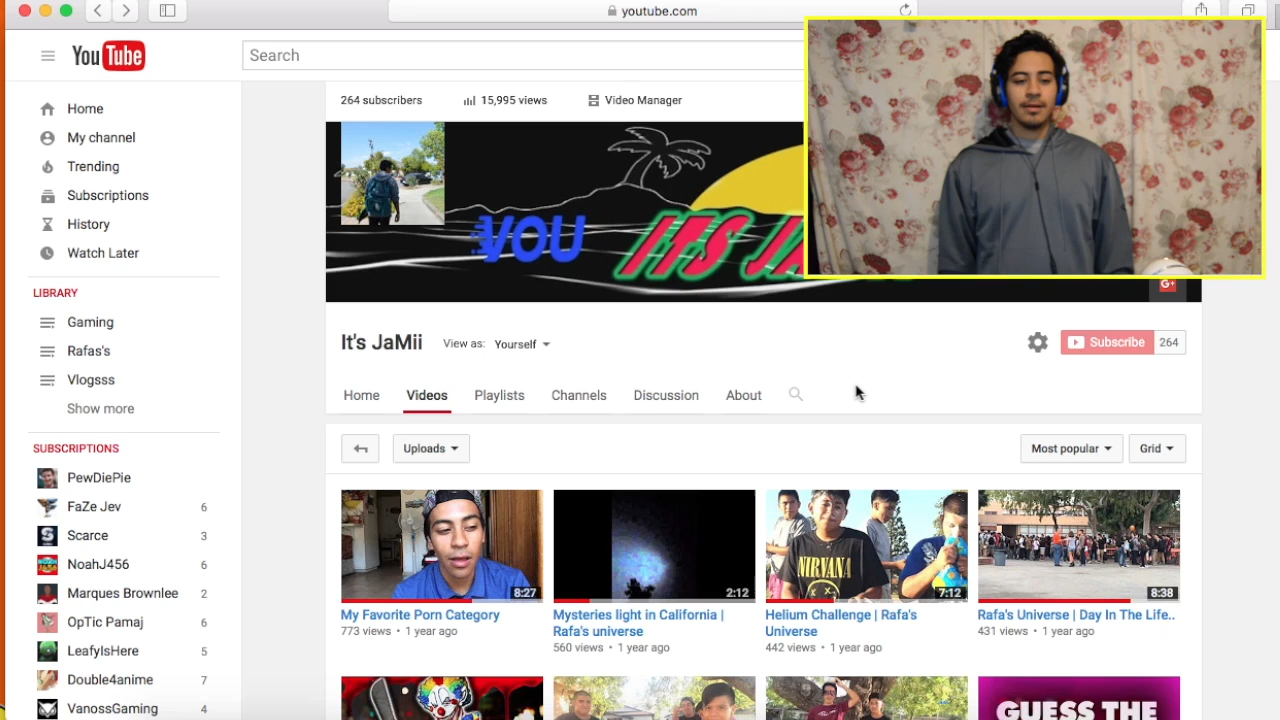 youtube.com
YouTube
Search
Home
My channel
Trending
Subscriptions
History
Watch Later
LIBRARY
Gaming
Rafas's
Vlogsss
Show more
SUBSCRIPTIONS
PewDiePie
FaZe Jev 6
Scarce 3
NoahJ456 6
Marques Brownlee 2
OpTic Pamaj 6
LeafyIsHere 5
Double4anime 7
VanossGaming 4
264 subscribers 15,995 views Video Manager
YOU ITS
G+
It's JaMii View as: Yourself
Subscribe 264
Home Videos Playlists Channels Discussion About
Uploads Most popular Grid
8:27
My Favorite Porn Category
773 views • 1 year ago
2:12
Mysteries light in California |
Rafa's universe
560 views • 1 year ago
NIRVANA
7:12
Helium Challenge | Rafa's
Universe
442 views • 1 year ago
8:38
Rafa's Universe | Day In The Life..
431 views • 1 year ago
GUESS THE